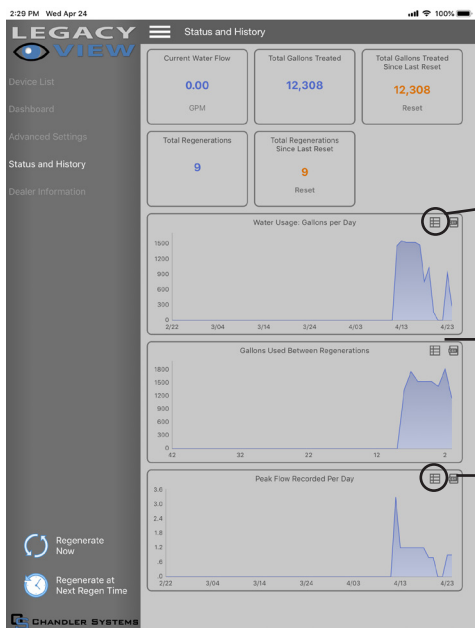 2:29 PM Wed Apr 24
100%
LEGACY
VIEW
Status and History
Device List
Dashboard
Advanced Settings
Status and History
Dealer Information
Current Water Flow
0.00
GPM
Total Gallons Treated
12,308
Total Gallons Treated
Since Last Reset
12,308
Reset
Total Regenerations
9
Total Regenerations
Since Last Reset
9
Reset
Water Usage: Gallons per Day
1500
1200
900
600
300
0
2/22 3/04 3/14 3/24 4/03 4/13 4/23
Gallons Used Between Regenerations
1800
1500
1200
900
600
300
0
42 32 22 12 2
Peak Flow Recorded Per Day
3.6
3.0
2.4
1.8
1.2
.6
.0
2/22 3/04 3/14 3/24 4/03 4/13 4/23
Regenerate
Now
Regenerate at
Next Regen Time
CHANDLER SYSTEMS